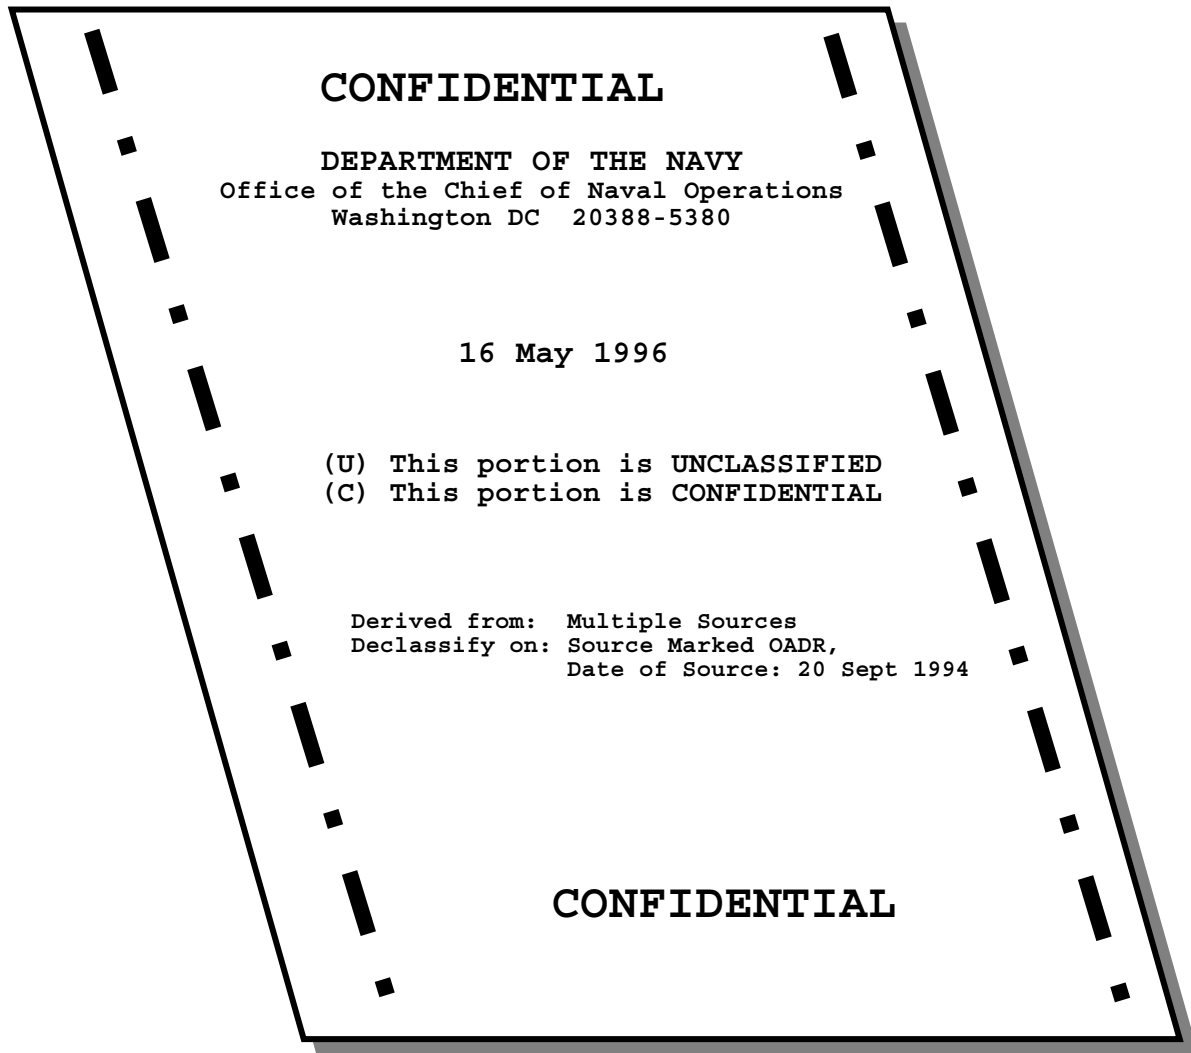 CONFIDENTIAL
DEPARTMENT OF THE NAVY
Office of the Chief of Naval Operations
Washington DC  20388-5380
16 May 1996
(U) This portion is UNCLASSIFIED
(C) This portion is CONFIDENTIAL
Derived from:  Multiple Sources
Declassify on: Source Marked OADR,
Date of Source: 20 Sept 1994
CONFIDENTIAL